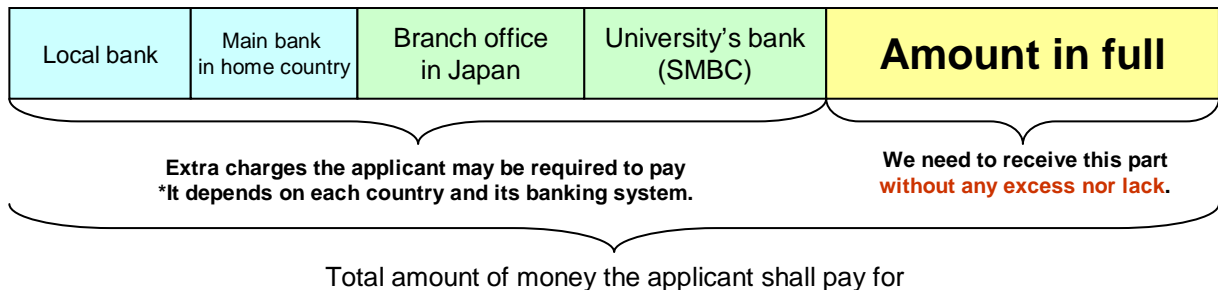 Local bank
Main bank
in home country
Branch office
in Japan
University's bank
(SMBC)
Amount in full
Extra charges the applicant may be required to pay
*It depends on each country and its banking system.
We need to receive this part
without any excess nor lack.
Total amount of money the applicant shall pay for